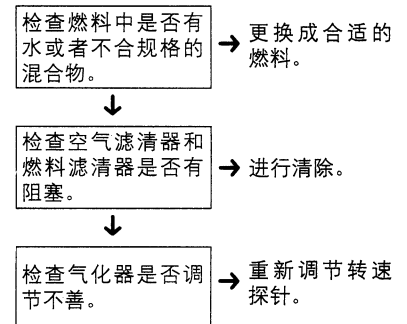 检查燃料中是否有
水或者不合规格的
混合物。
更换成合适的
燃料。
检查空气滤清器和
燃料滤清器是否有
阻塞。
进行清除。
检查气化器是否调
节不善。
重新调节转速
探针。